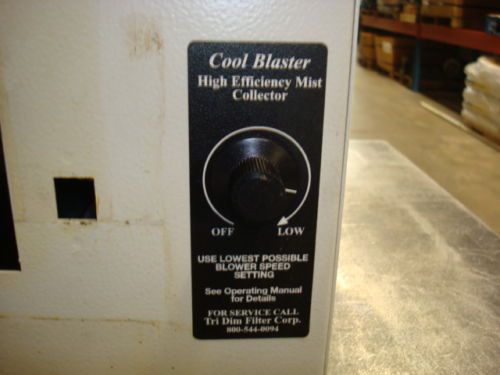 Cool Blaster
High Efficiency Mist
Collector
OFF LOW
USE LOWEST POSSIBLE
BLOWER SPEED
SETTING
See Operating Manual
for Details
FOR SERVICE CALL
Tri Dim Filter Corp.
800-544-0094